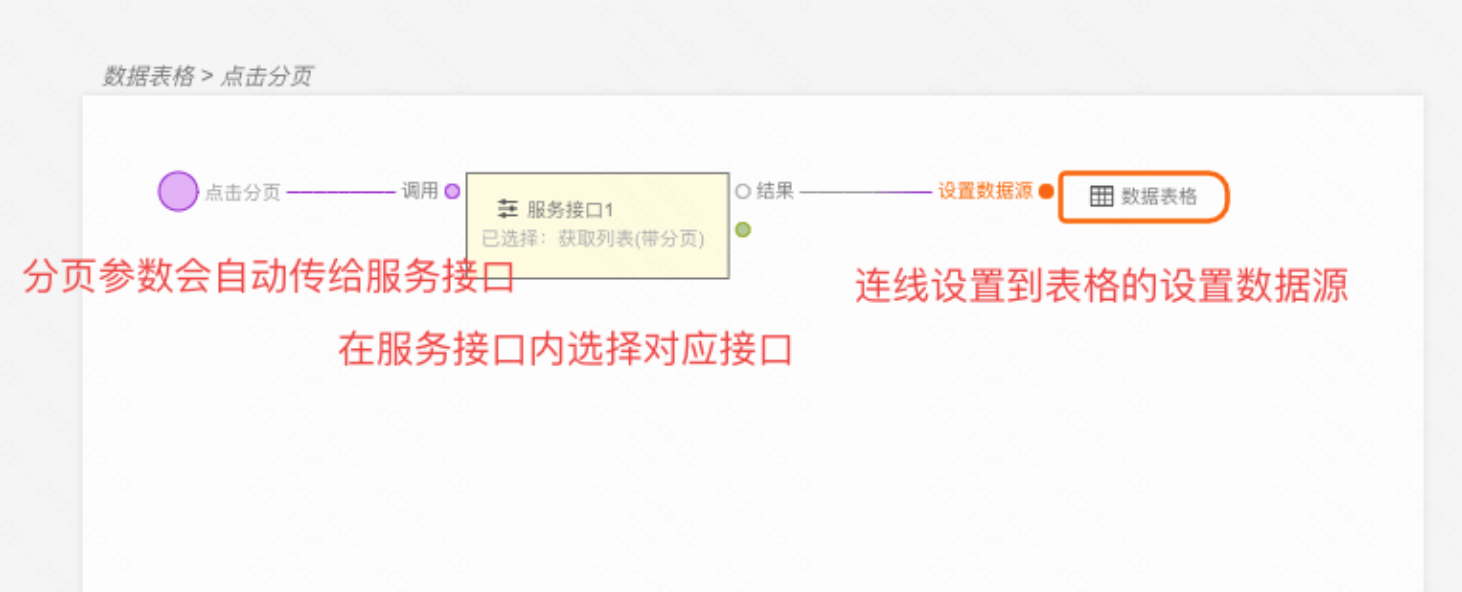 数据表格 > 点击分页
点击分页
调用
服务接口1
已选择：获取列表(带分页)
结果
设置数据源
数据表格
分页参数会自动传给服务接口
连线设置到表格的设置数据源
在服务接口内选择对应接口